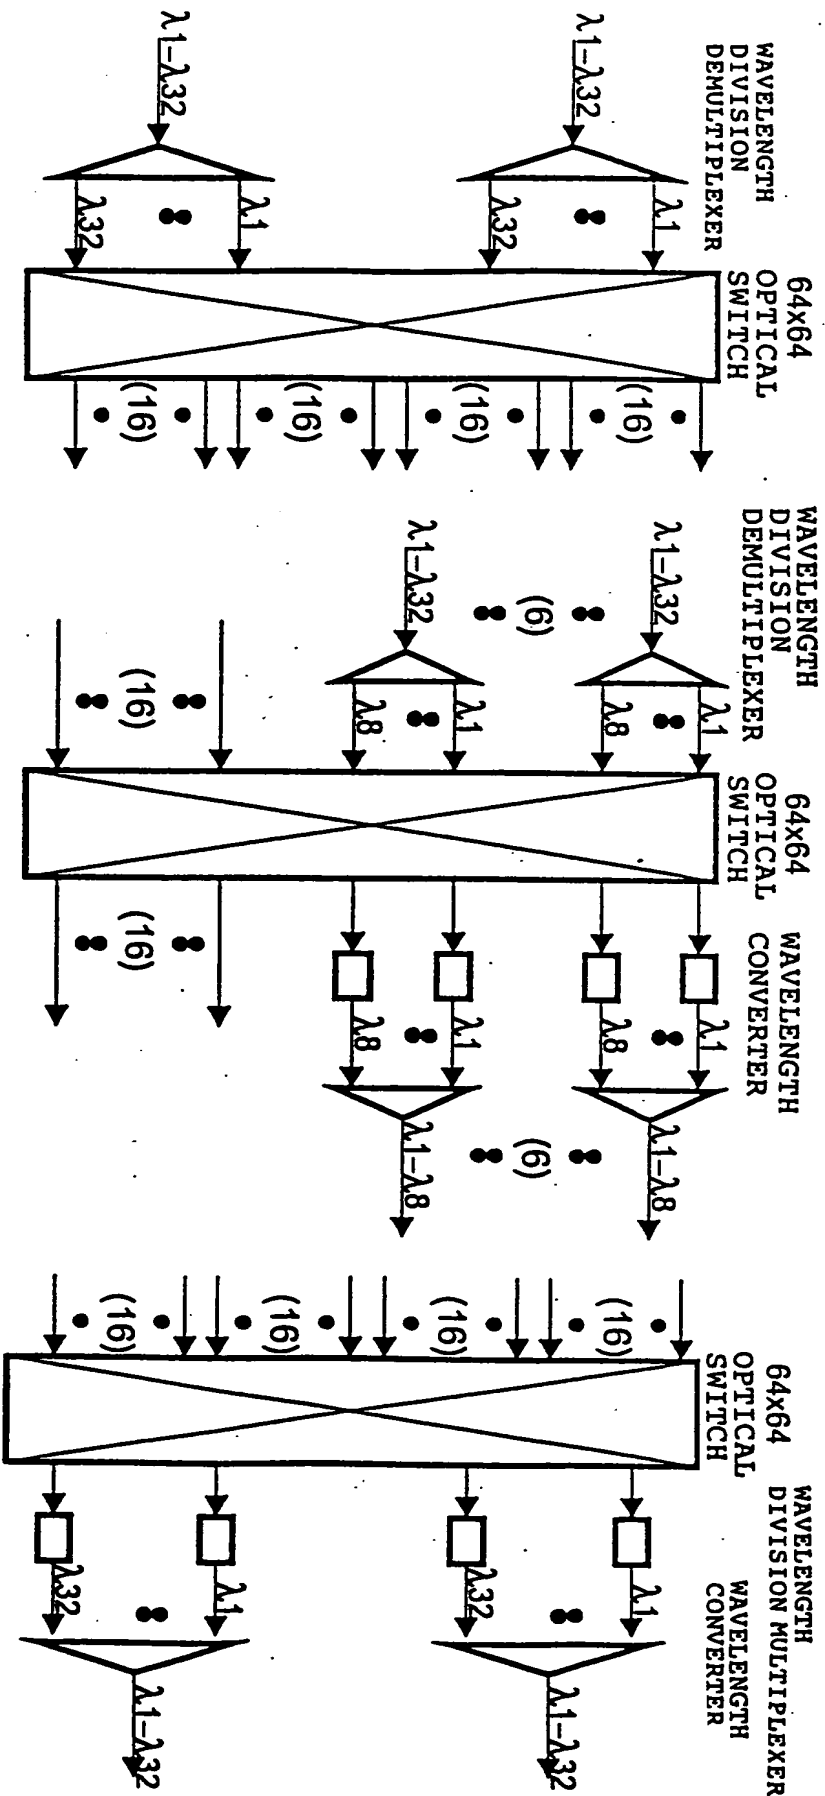 WAVELENGTH
DIVISION
DEMULTIPLEXER
λ1–λ32
λ1
λ32
λ1–λ32
λ1
λ32
64x64
OPTICAL
SWITCH
(16)
(16)
(16)
(16)
WAVELENGTH
DIVISION
DEMULTIPLEXER
λ1–λ32
λ1
λ8
(6)
λ1–λ32
λ1
λ8
(16)
64x64
OPTICAL
SWITCH
(16)
WAVELENGTH
CONVERTER
λ1
λ8
λ1–λ8
(6)
λ1
λ8
λ1–λ8
(16)
(16)
(16)
(16)
64x64
OPTICAL
SWITCH
WAVELENGTH
DIVISION MULTIPLEXER
WAVELENGTH
CONVERTER
λ1
λ32
λ1–λ32
λ1
λ32
λ1–λ32